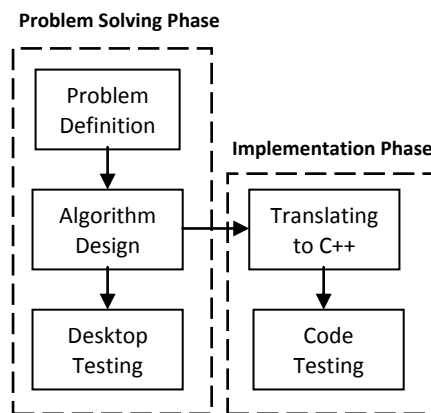 Problem Solving Phase
Problem
Definition
Algorithm
Design
Desktop
Testing
Implementation Phase
Translating
to C++
Code
Testing